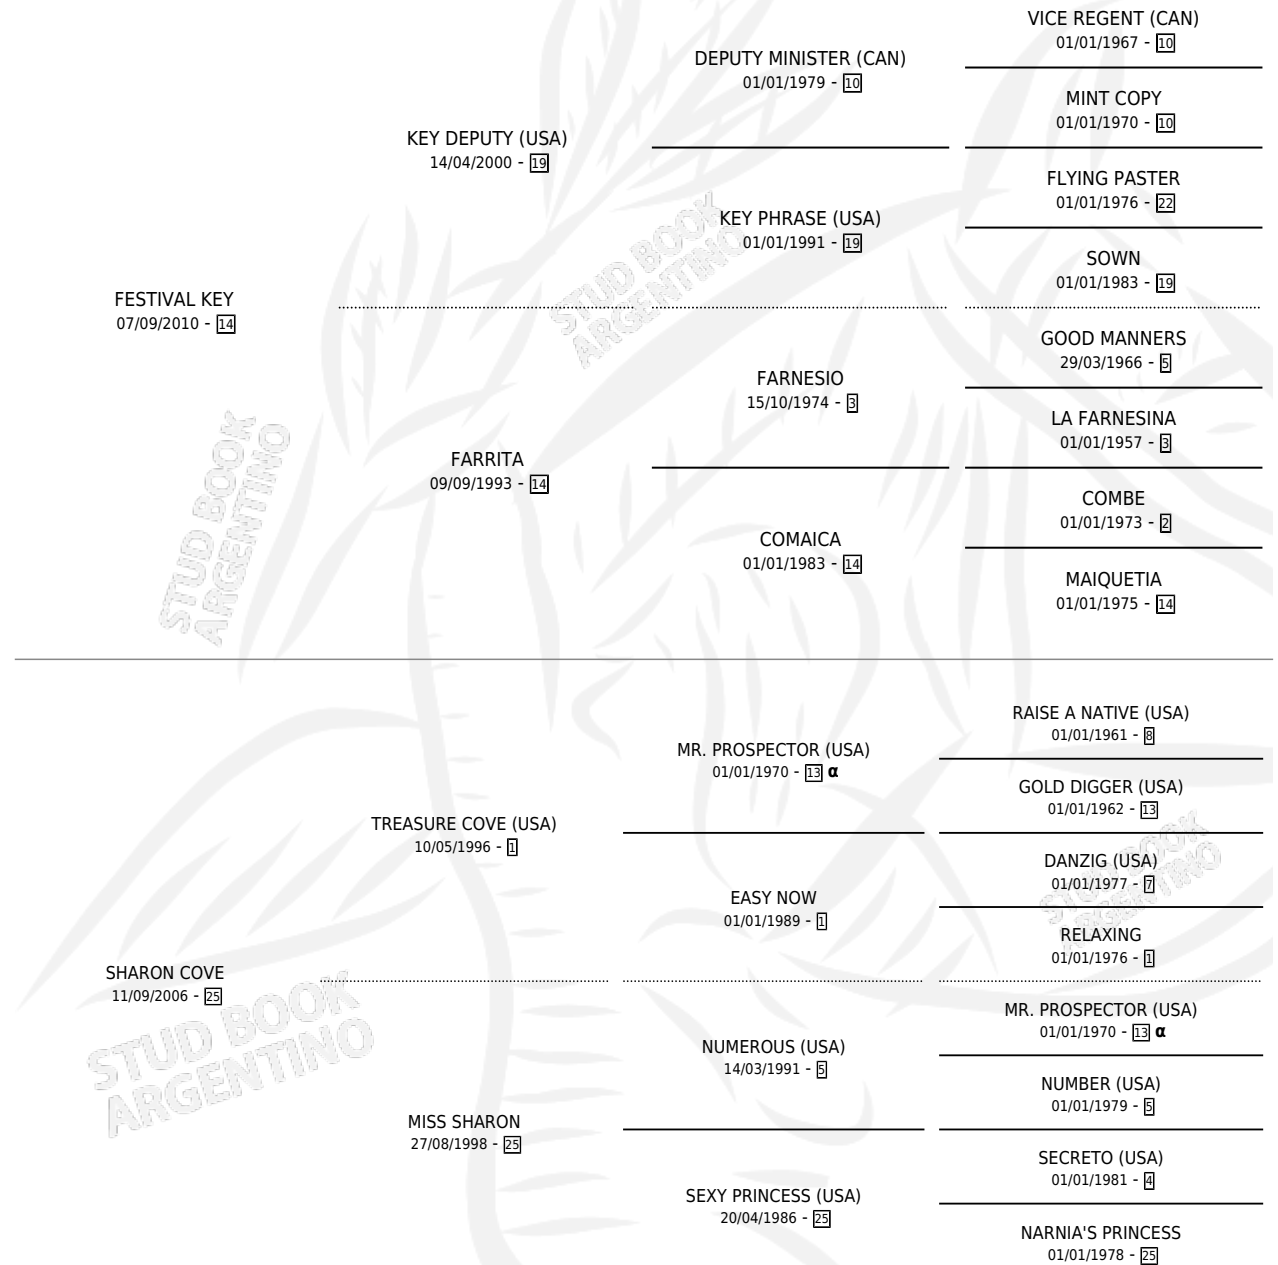 VICE REGENT (CAN)
01/01/1967 - 10
DEPUTY MINISTER (CAN)
01/01/1979 - 10
MINT COPY
01/01/1970 - 10
KEY DEPUTY (USA)
14/04/2000 - 19
FLYING PASTER
01/01/1976 - 22
KEY PHRASE (USA)
01/01/1991 - 19
SOWN
01/01/1983 - 19
STUD BOOK
ARGENTINO
FESTIVAL KEY
07/09/2010 - 14
GOOD MANNERS
29/03/1966 - 5
FARNESIO
15/10/1974 - 3
LA FARNESINA
01/01/1957 - 3
FARRITA
09/09/1993 - 14
COMBE
01/01/1973 - 2
COMAICA
01/01/1983 - 14
MAIQUETIA
01/01/1975 - 14
STUD BOOK
ARGENTINO
RAISE A NATIVE (USA)
01/01/1961 - 8
MR. PROSPECTOR (USA)
01/01/1970 - 13 α
GOLD DIGGER (USA)
01/01/1962 - 13
TREASURE COVE (USA)
10/05/1996 - 1
DANZIG (USA)
01/01/1977 - 7
EASY NOW
01/01/1989 - 1
RELAXING
01/01/1976 - 1
STUD BOOK
ARGENTINO
SHARON COVE
11/09/2006 - 25
MR. PROSPECTOR (USA)
01/01/1970 - 13 α
NUMEROUS (USA)
14/03/1991 - 5
NUMBER (USA)
01/01/1979 - 5
MISS SHARON
27/08/1998 - 25
SECRETO (USA)
01/01/1981 - 4
SEXY PRINCESS (USA)
20/04/1986 - 25
NARNIA'S PRINCESS
01/01/1978 - 25
STUD BOOK
ARGENTINO